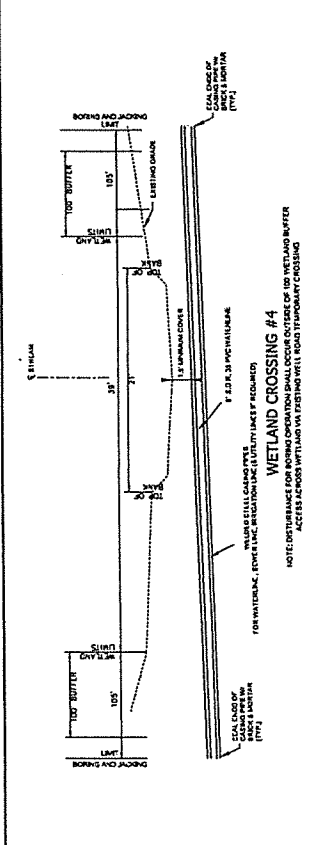 BORING AND JACKING
LIMIT
100' BUFFER
105'
WETLAND
LIMITS
TOP OF
BANK
℄ STREAM
39'
21'
TOP OF
BANK
WETLAND
LIMITS
100' BUFFER
105'
LIMIT
BORING AND JACKING
EXISTING GRADE
1.5' MINIMUM COVER
SEAL ENDS OF
CASING PIPE W/
BRICK & MORTAR
(TYP.)
SEAL ENDS OF
CASING PIPE W/
BRICK & MORTAR
(TYP.)
8" S.D.R. 35 PVC WATERLINE
WELDED STEEL CASING PIPES
FOR WATERLINE, SEWER LINE, IRRIGATION LINE (& UTILITY LINES IF REQUIRED)
WETLAND CROSSING #4
NOTE: DISTURBANCE FOR BORING OPERATION SHALL OCCUR OUTSIDE OF 100 WETLAND BUFFER
ACCESS ACROSS WETLAND VIA EXISTING WELL ROAD TEMPORARY CROSSING